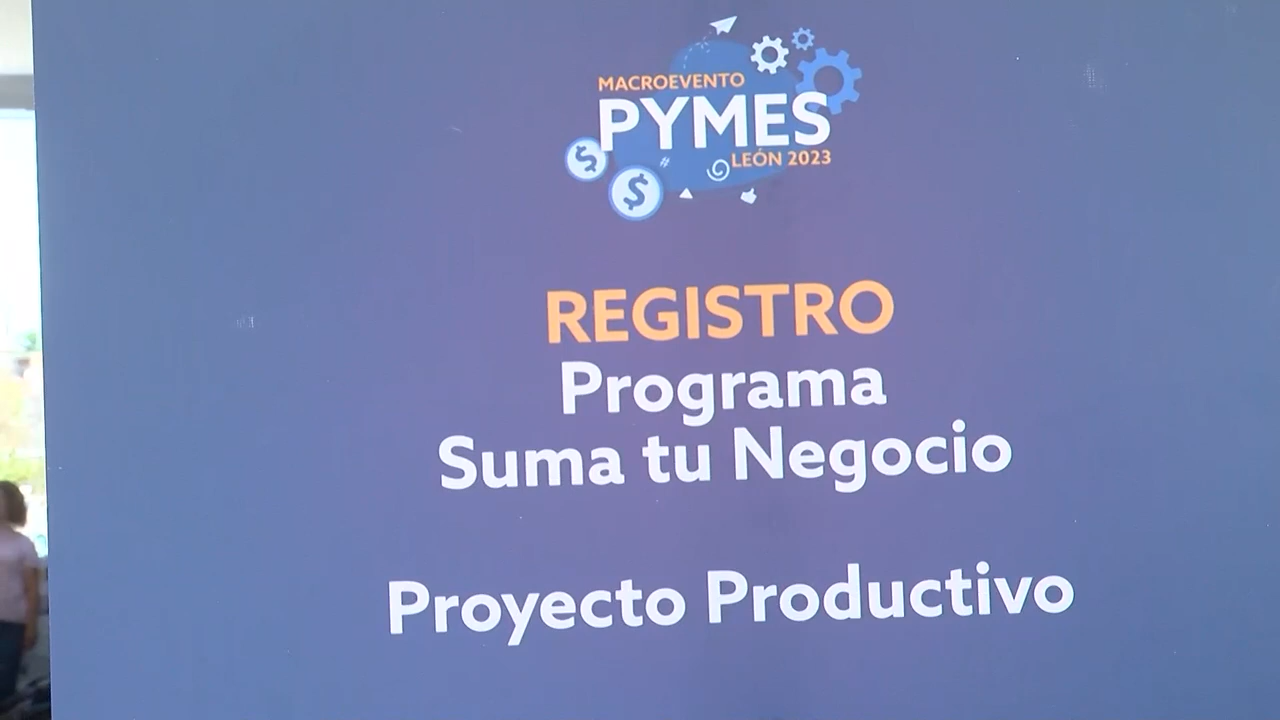 MACROEVENTO
PYMES
LEÓN 2023
$
$
#
REGISTRO
Programa
Suma tu Negocio
Proyecto Productivo